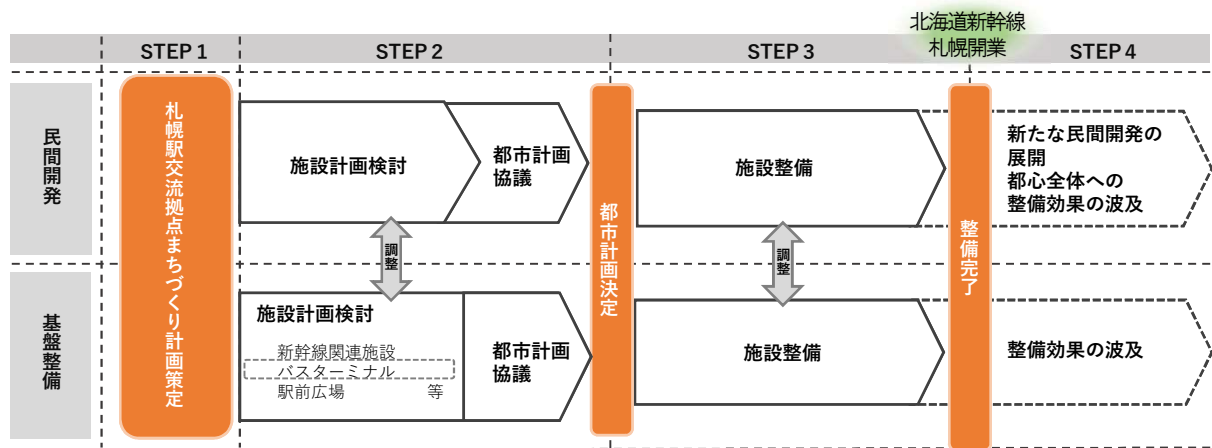 北海道新幹線
札幌開業
STEP 1
STEP 2
STEP 3
STEP 4
民間開発
札幌駅交流拠点まちづくり計画策定
施設計画検討
都市計画
協議
都市計画決定
施設整備
整備完了
新たな民間開発の
展開
都心全体への
整備効果の波及
調整
調整
基盤整備
施設計画検討
新幹線関連施設
バスターミナル
駅前広場 等
都市計画
協議
施設整備
整備効果の波及